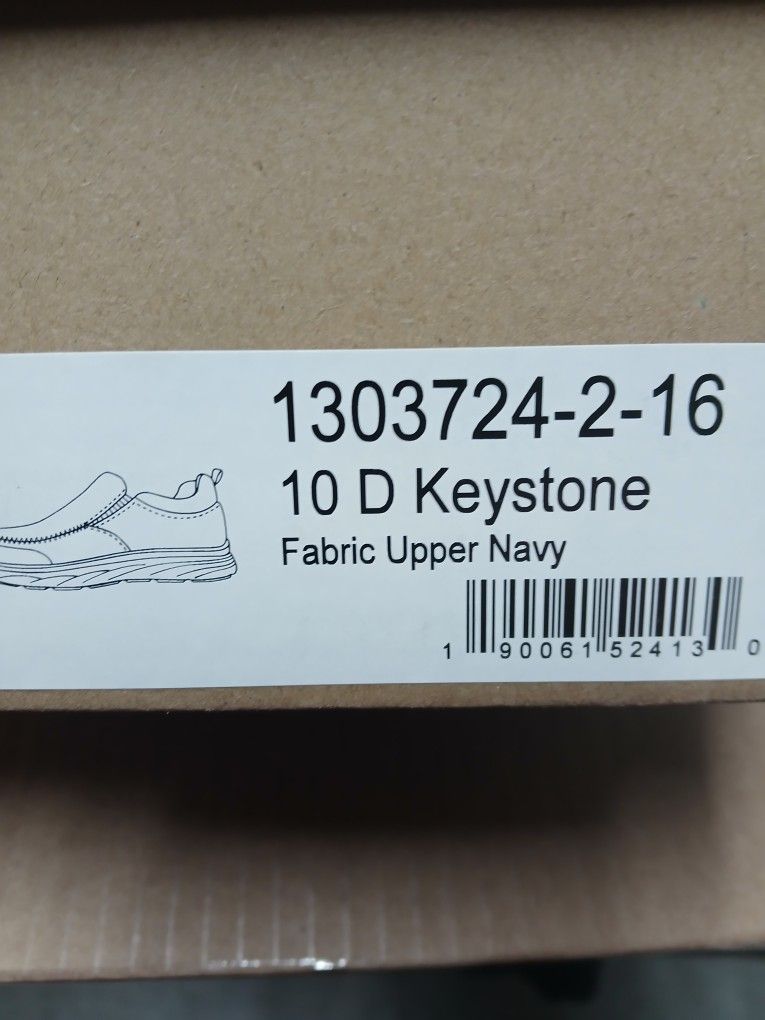 1303724-2-16
10 D Keystone
Fabric Upper Navy
1 90061 52413 0